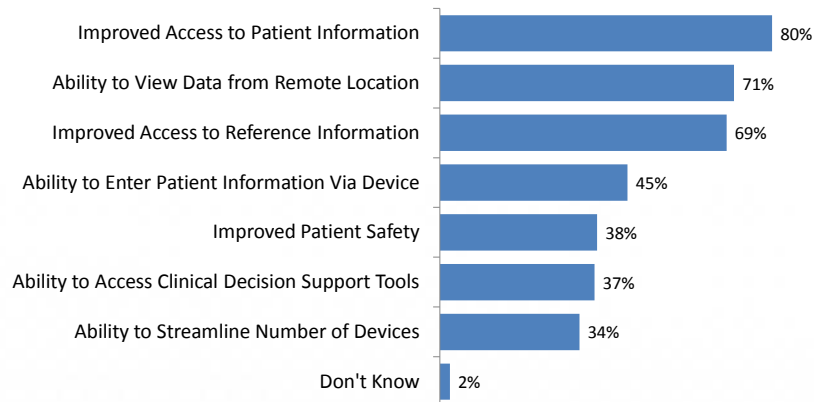 Improved Access to Patient Information 80%
Ability to View Data from Remote Location 71%
Improved Access to Reference Information 69%
Ability to Enter Patient Information Via Device 45%
Improved Patient Safety 38%
Ability to Access Clinical Decision Support Tools 37%
Ability to Streamline Number of Devices 34%
Don't Know 2%